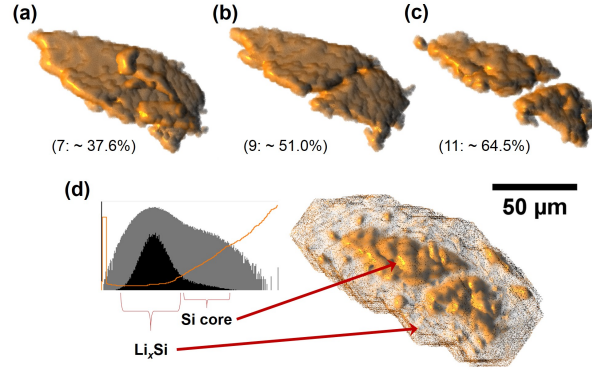 (a)
(b)
(c)
(7: ~ 37.6%)
(9: ~ 51.0%)
(11: ~ 64.5%)
(d)
50 μm
Si core
LiₓSi